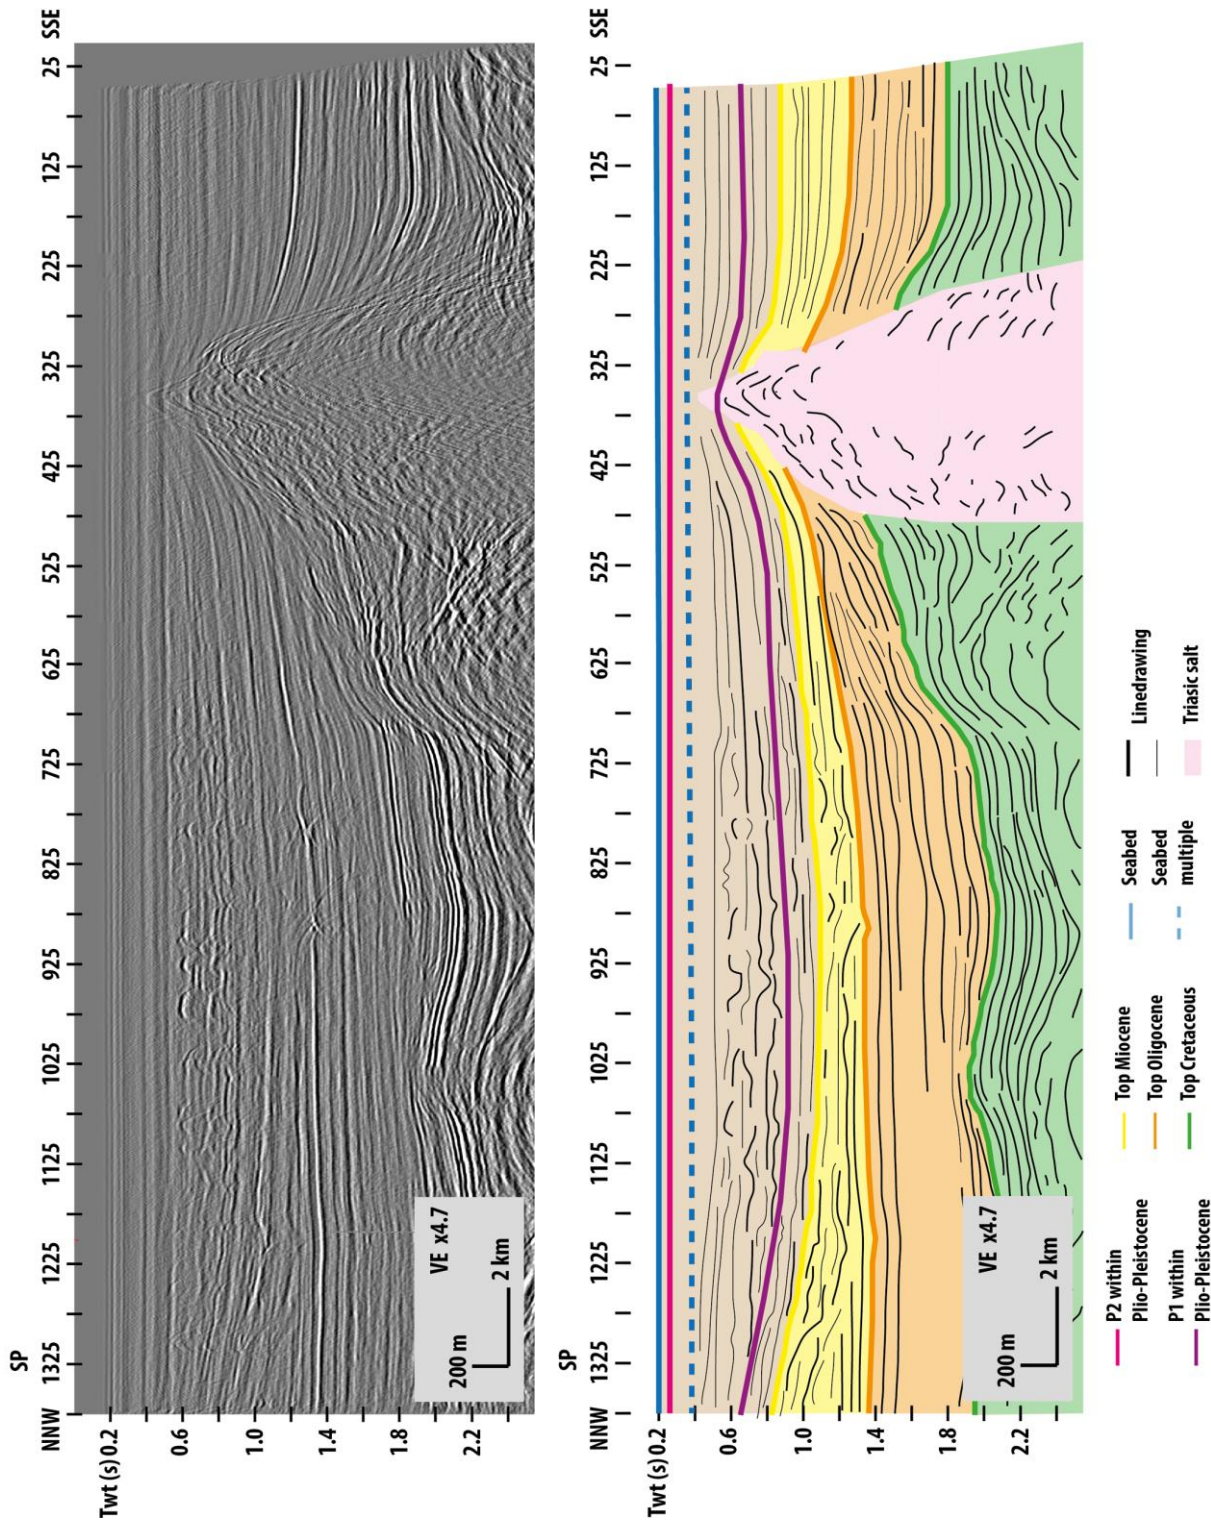 SP
NNW 1325 1225 1125 1025 925 825 725 625 525 425 325 225 125 25 SSE
Twt (s) 0.2
0.6
1.0
1.4
1.8
2.2
VE x4.7
200 m
2 km
SP
NNW 1325 1225 1125 1025 925 825 725 625 525 425 325 225 125 25 SSE
Twt (s) 0.2
0.6
1.0
1.4
1.8
2.2
VE x4.7
200 m
2 km
P2 within
Plio-Pleistocene
P1 within
Plio-Pleistocene
Top Miocene
Top Oligocene
Top Cretaceous
Seabed
Seabed
multiple
Linedrawing
Triasic salt